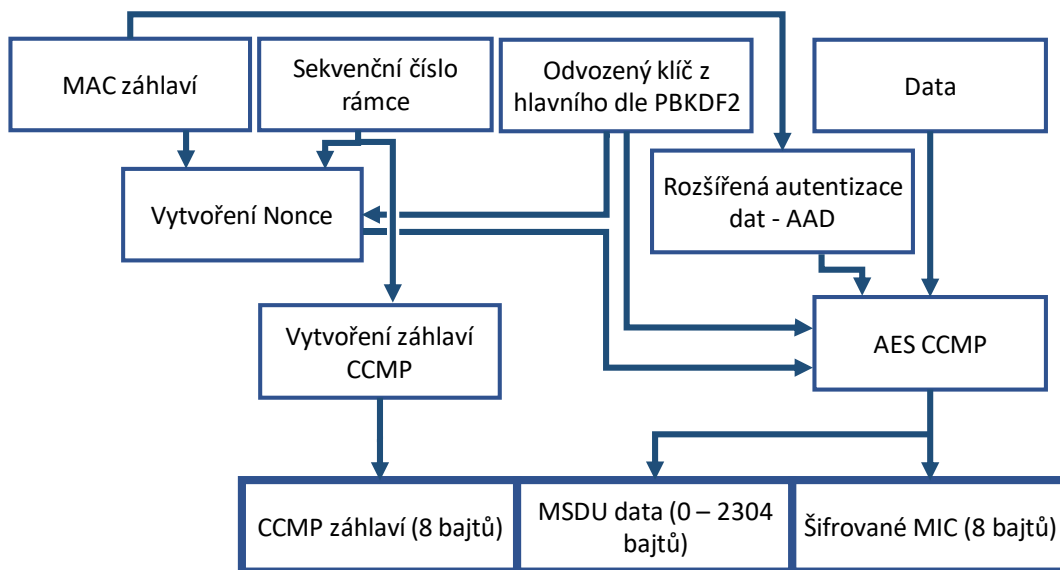 MAC záhlaví
Sekvenční číslo
rámce
Odvozený klíč z
hlavního dle PBKDF2
Data
Vytvoření Nonce
Rozšířená autentizace
dat - AAD
Vytvoření záhlaví
CCMP
AES CCMP
CCMP záhlaví (8 bajtů)
MSDU data (0 – 2304
bajtů)
Šifrované MIC (8 bajtů)